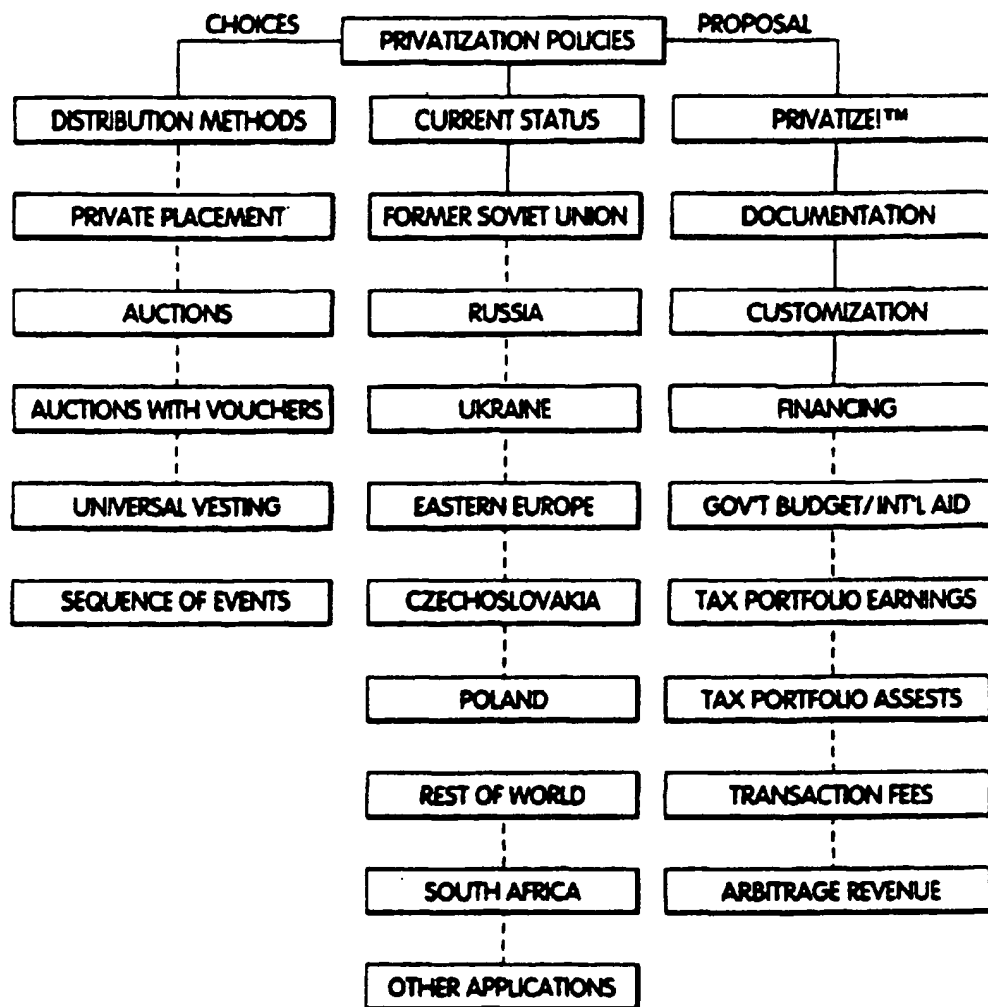 CHOICES
PRIVATIZATION POLICIES
PROPOSAL
DISTRIBUTION METHODS
CURRENT STATUS
PRIVATIZE!™
PRIVATE PLACEMENT
FORMER SOVIET UNION
DOCUMENTATION
AUCTIONS
RUSSIA
CUSTOMIZATION
AUCTIONS WITH VOUCHERS
UKRAINE
FINANCING
UNIVERSAL VESTING
EASTERN EUROPE
GOV'T BUDGET/ INT'L AID
SEQUENCE OF EVENTS
CZECHOSLOVAKIA
TAX PORTFOLIO EARNINGS
POLAND
TAX PORTFOLIO ASSESTS
REST OF WORLD
TRANSACTION FEES
SOUTH AFRICA
ARBITRAGE REVENUE
OTHER APPLICATIONS